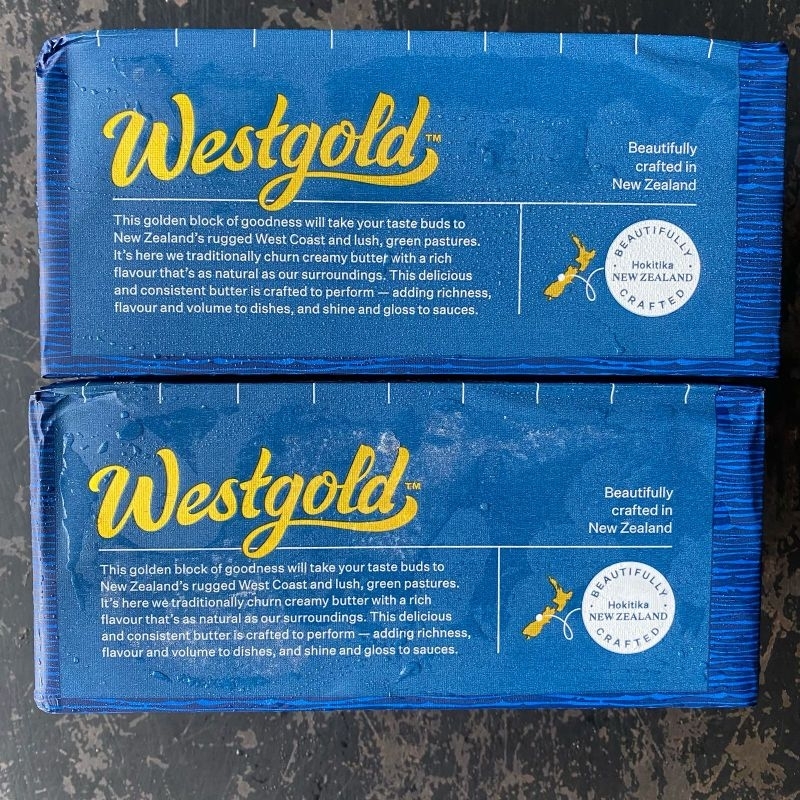 Westgold™
Beautifully
crafted in
New Zealand
This golden block of goodness will take your taste buds to
New Zealand's rugged West Coast and lush, green pastures.
It's here we traditionally churn creamy butter with a rich
flavour that's as natural as our surroundings. This delicious
and consistent butter is crafted to perform — adding richness,
flavour and volume to dishes, and shine and gloss to sauces.
BEAUTIFULLY
Hokitika
NEW ZEALAND
CRAFTED
Westgold™
Beautifully
crafted in
New Zealand
This golden block of goodness will take your taste buds to
New Zealand's rugged West Coast and lush, green pastures.
It's here we traditionally churn creamy butter with a rich
flavour that's as natural as our surroundings. This delicious
and consistent butter is crafted to perform — adding richness,
flavour and volume to dishes, and shine and gloss to sauces.
BEAUTIFULLY
Hokitika
NEW ZEALAND
CRAFTED